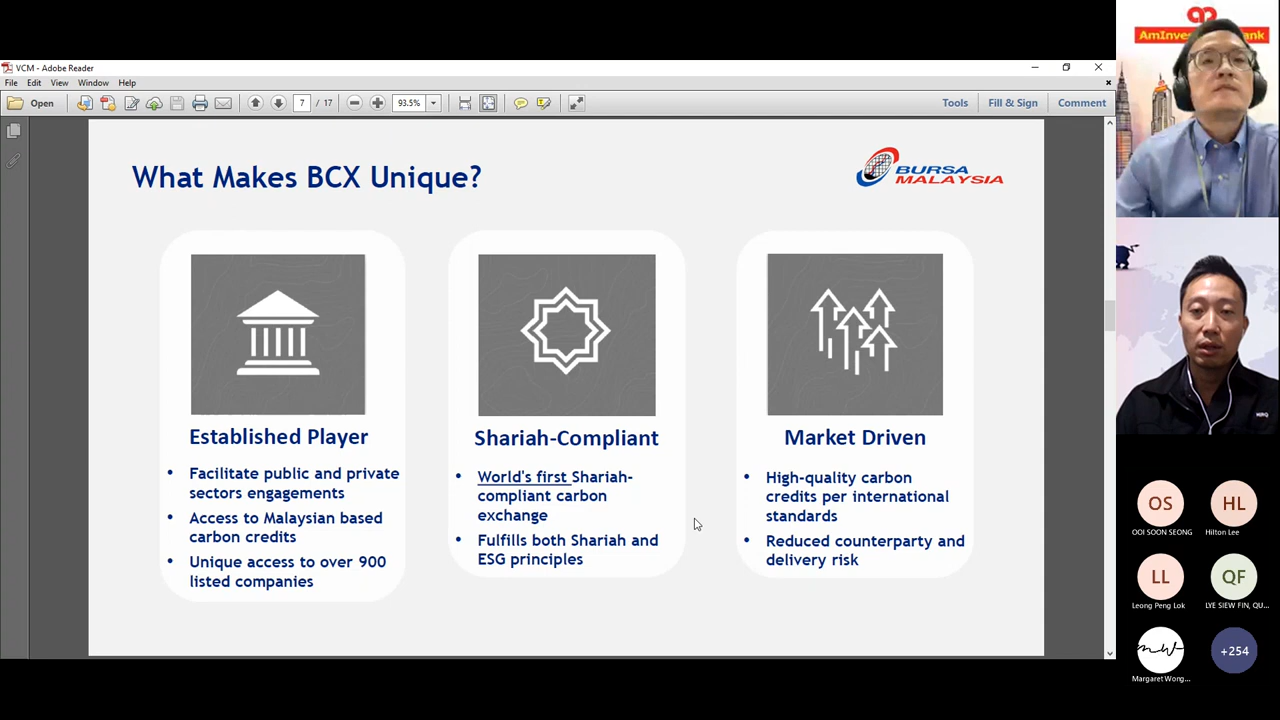 VCM - Adobe Reader
File Edit View Window Help
Open
7 / 17
93.5%
Tools Fill & Sign Comment
What Makes BCX Unique?
BURSA
MALAYSIA
Established Player
• Facilitate public and private
sectors engagements
• Access to Malaysian based
carbon credits
• Unique access to over 900
listed companies
Shariah-Compliant
• World's first Shariah-
compliant carbon
exchange
• Fulfills both Shariah and
ESG principles
Market Driven
• High-quality carbon
credits per international
standards
• Reduced counterparty and
delivery risk
OS
OOI SOON SEONG
HL
Hilton Lee
LL
Leong Peng Lok
QF
LYE SIEW FIN, QU...
Margaret Wong...
+254